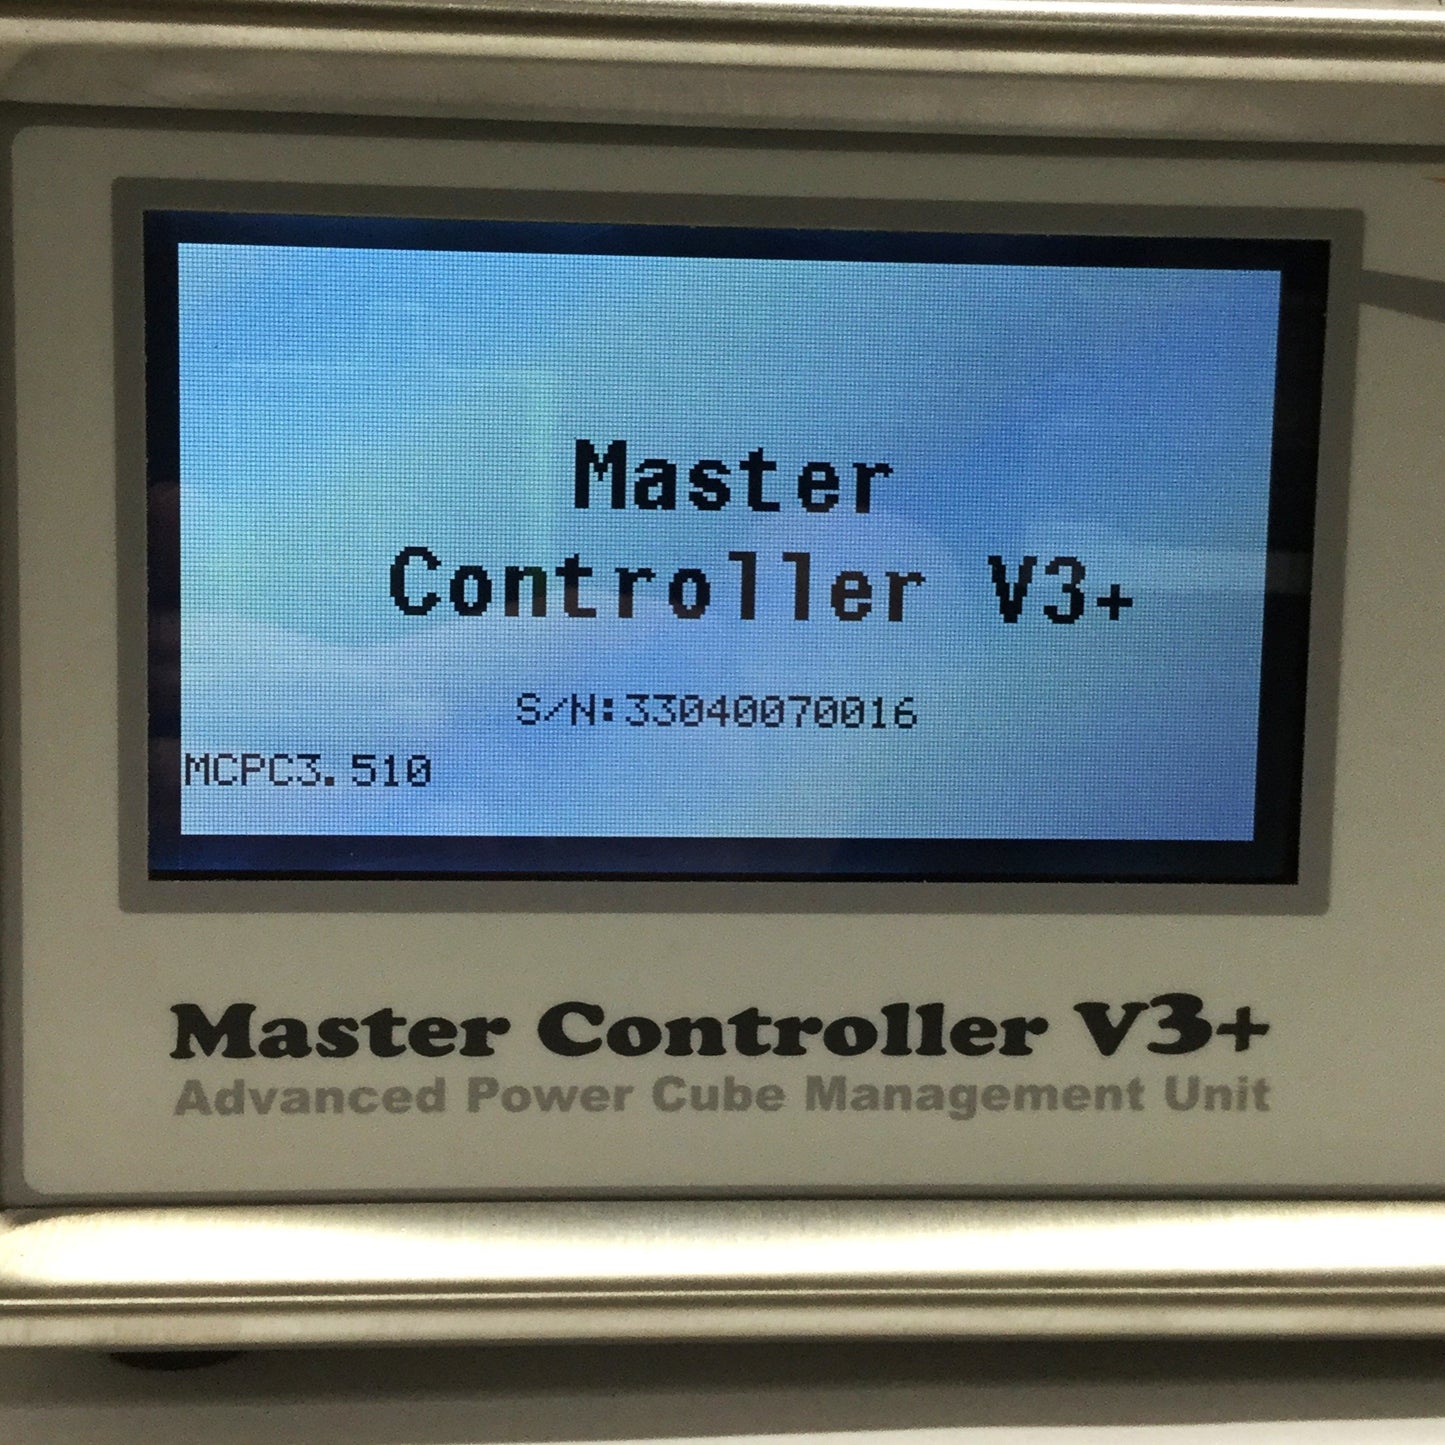 Master
Controller V3+
S/N:33040070016
MCPC3.510
Master Controller V3+
Advanced Power Cube Management Unit